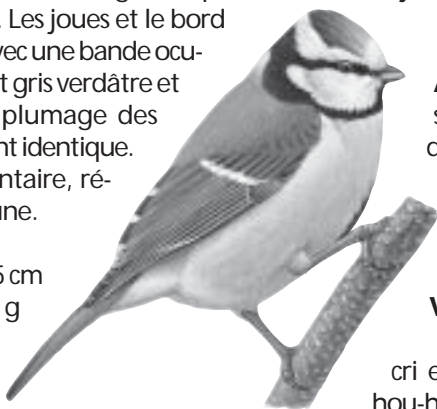 . Les joues et le bord
vec une bande ocu-
t gris verdâtre et
plumage des
nt identique.
ntaire, ré-
une.
5 cm
g
s
cri e
hou-h